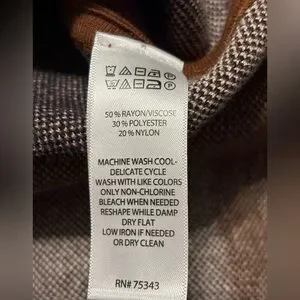 50 % RAYON/VISCOSE
30 % POLYESTER
20 % NYLON
MACHINE WASH COOL-
DELICATE CYCLE
WASH WITH LIKE COLORS
ONLY NON-CHLORINE
BLEACH WHEN NEEDED
RESHAPE WHILE DAMP
DRY FLAT
LOW IRON IF NEEDED
OR DRY CLEAN
RN# 75343